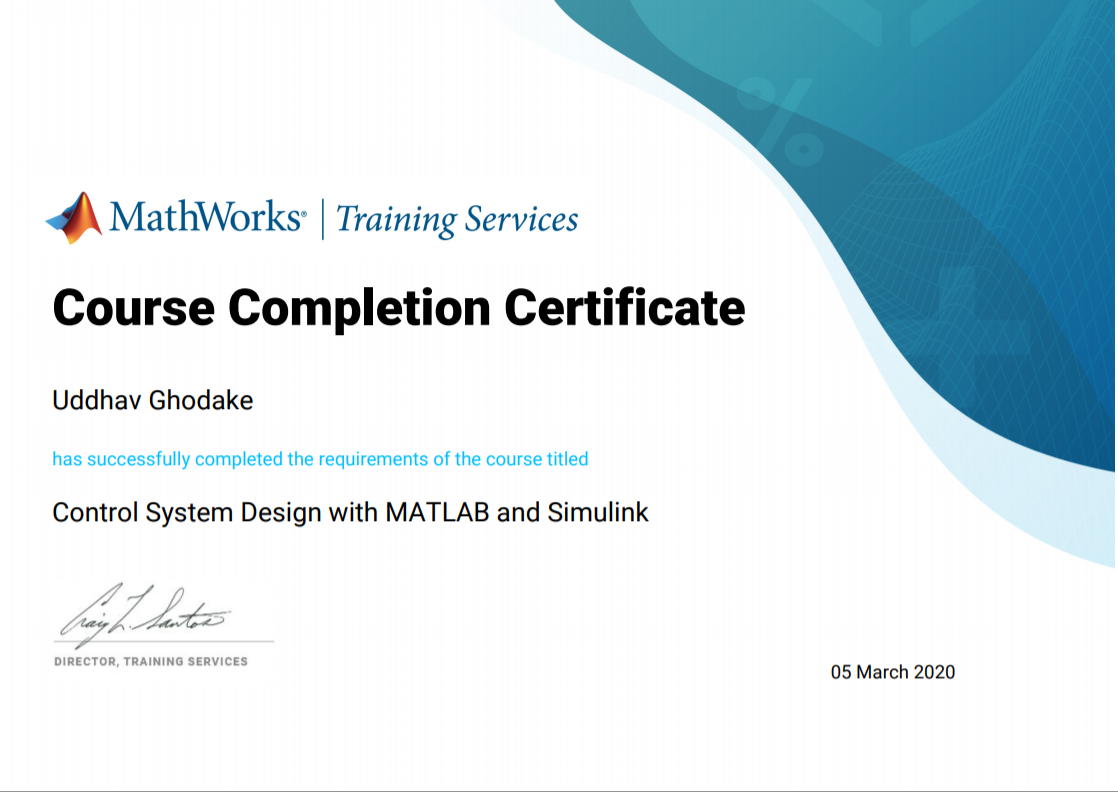 MathWorks® | Training Services
Course Completion Certificate
Uddhav Ghodake
has successfully completed the requirements of the course titled
Control System Design with MATLAB and Simulink
Craig L. Santos
DIRECTOR, TRAINING SERVICES
05 March 2020
%
+